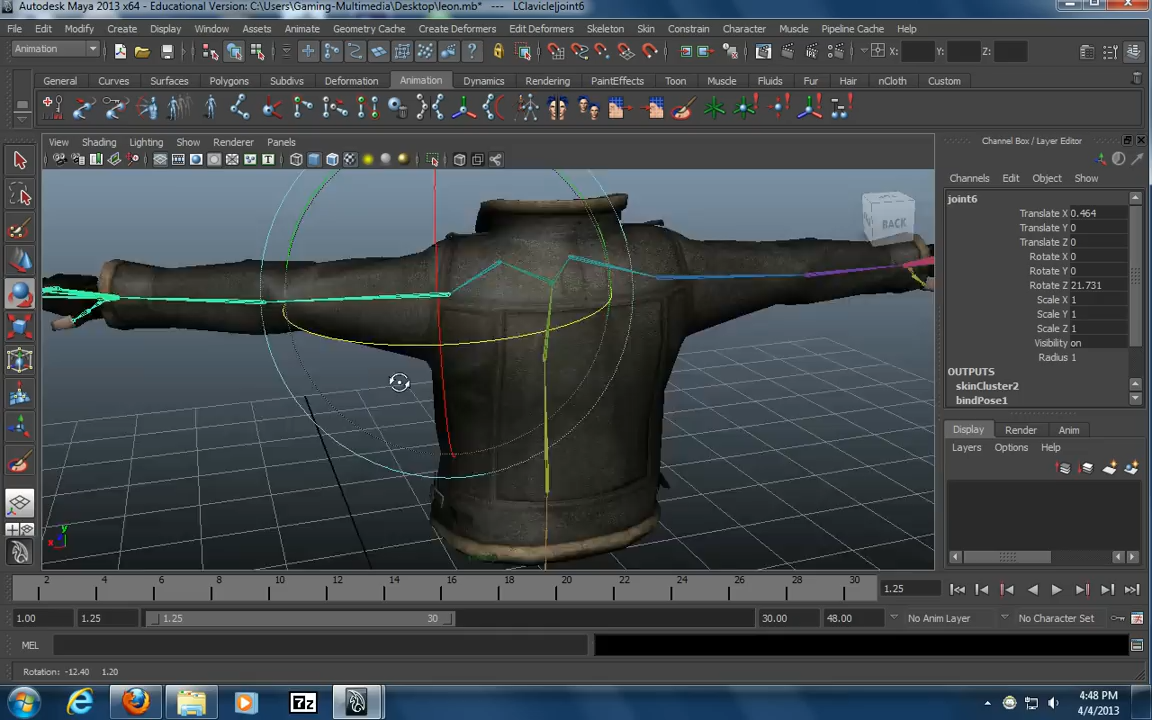 Autodesk Maya 2013 x64 - Educational Version: C:\Users\Gaming-Multimedia\Desktop\leon.mb*   ---   LClavicle|joint6
File Edit Modify Create Display Window Assets Animate Geometry Cache Create Deformers Edit Deformers Skeleton Skin Constrain Character Muscle Pipeline Cache Help
Animation X: Y: Z:
General Curves Surfaces Polygons Subdivs Deformation Animation Dynamics Rendering PaintEffects Toon Muscle Fluids Fur Hair nCloth Custom
View Shading Lighting Show Renderer Panels
Channel Box / Layer Editor
Channels Edit Object Show
joint6
Translate X 0.464
Translate Y 0
Translate Z 0
Rotate X 0
Rotate Y 0
Rotate Z 21.731
Scale X 1
Scale Y 1
Scale Z 1
Visibility on
Radius 1
OUTPUTS
skinCluster2
bindPose1
BACK
Display Render Anim
Layers Options Help
y
x
2 4 6 8 10 12 14 16 18 20 22 24 26 28 30 1.25
1.00 1.25 1.25 30 30.00 48.00 No Anim Layer No Character Set
MEL
Rotation: -12.40 1.20
4:48 PM
4/4/2013